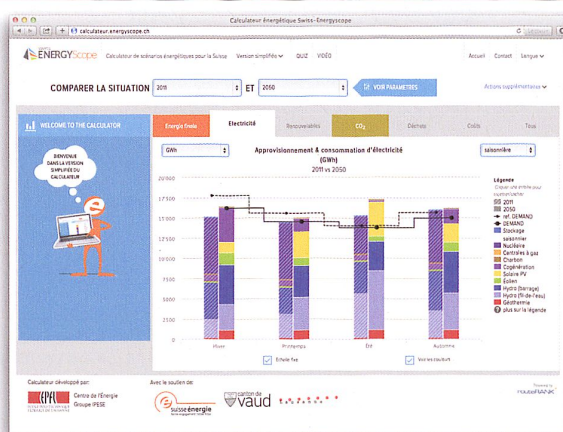 Calculateur énergétique Swiss-Energyscope
calculateur.energyscope.ch
ENERGYScope
Calculateur de scénarios énergétiques pour la Suisse
Version simplifiée
QUIZ
VIDÉO
Accueil
Contact
Langue
COMPARER LA SITUATION
2011
ET
2050
VOIR PARAMETRES
Actions supplémentaires
WELCOME TO THE CALCULATOR
Energie finale
Electricité
Renouvelables
CO₂
Déchets
Coûts
Tous
BIENVENUE
DANS LA VERSION
SIMPLIFIÉE DU
CALCULATEUR
GWh
Approvisionnement & consommation d'électricité
(GWh)
2011 vs 2050
saisonnière
20'000
17'500
15'000
12'500
10'000
7'500
5'000
2'500
0
Hiver
Printemps
Été
Automne
Légende
2011
2050
ref. DEMAND
DEMAND
Stockage
saisonnier
Nucléaire
Centrales à gaz
Charbon
Cogénération
Solaire PV
Éolien
Hydro (barrage)
Hydro (fil-de-l'eau)
Géothermie
plus sur la légende
Echelle fixe
Voir les couleurs
Calculateur développé par:
EPFL
Centre de l'Énergie
Groupe IPESE
Avec le soutien de:
suisse énergie
canton de
vaud